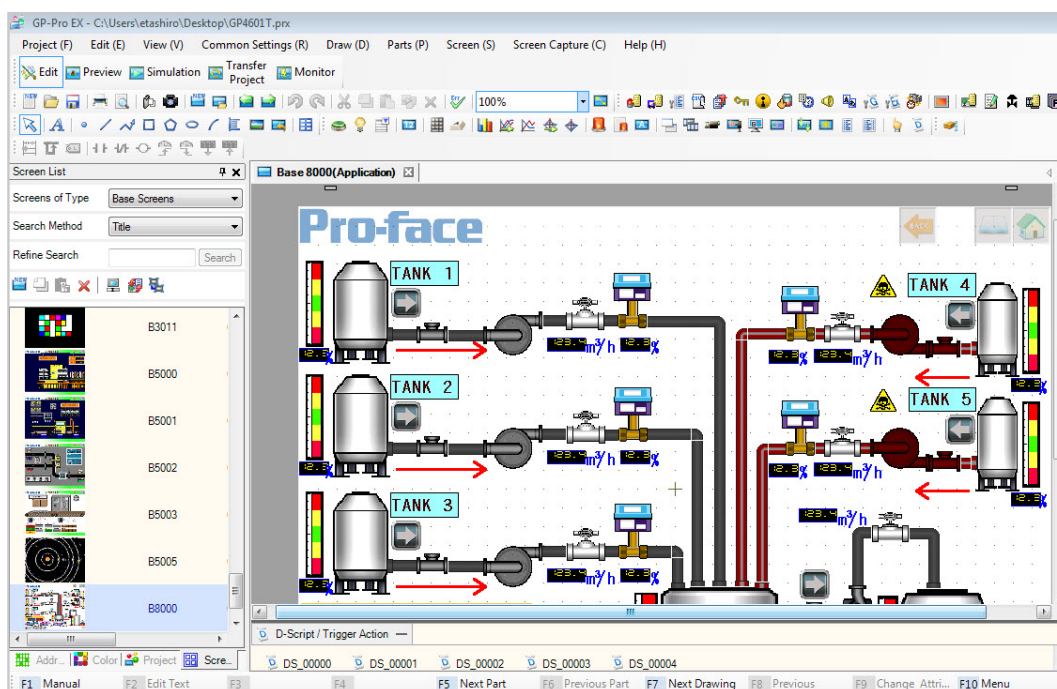 GP-Pro EX - C:\Users\etashiro\Desktop\GP4601T.prx
Project (F) Edit (E) View (V) Common Settings (R) Draw (D) Parts (P) Screen (S) Screen Capture (C) Help (H)
Edit Preview Simulation Transfer Project Monitor
100%
Screen List
Base 8000(Application)
Screens of Type Base Screens
Search Method Title
Refine Search Search
Pro-face
BACK
TANK 1
TANK 4
m³/h
%
TANK 2
TANK 5
m³/h
%
TANK 3
m³/h
%
m³/h
B3011
B5000
B5001
B5002
B5003
B5005
B8000
D-Script / Trigger Action
DS_00000 DS_00001 DS_00002 DS_00003 DS_00004
Addr... Color Project Scre...
F1 Manual F2 Edit Text F3 F4 F5 Next Part F6 Previous Part F7 Next Drawing F8 Previous F9 Change Attri... F10 Menu